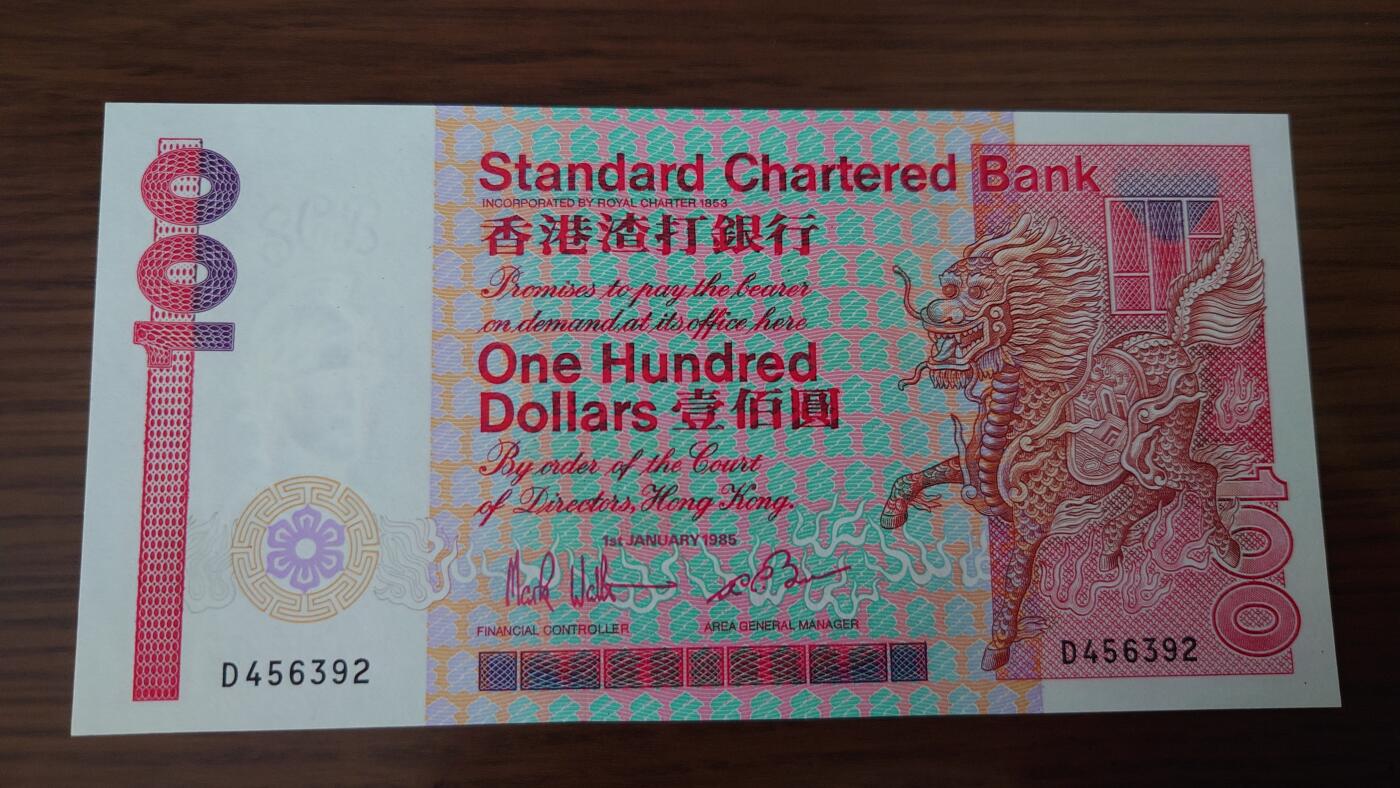 100
Standard Chartered Bank
INCORPORATED BY ROYAL CHARTER 1853
香港渣打銀行
Promises to pay the bearer
on demand at its office here
One Hundred
Dollars 壹佰圓
By order of the Court
of Directors, Hong Kong.
1st JANUARY 1985
FINANCIAL CONTROLLER
AREA GENERAL MANAGER
D456392
D456392
100